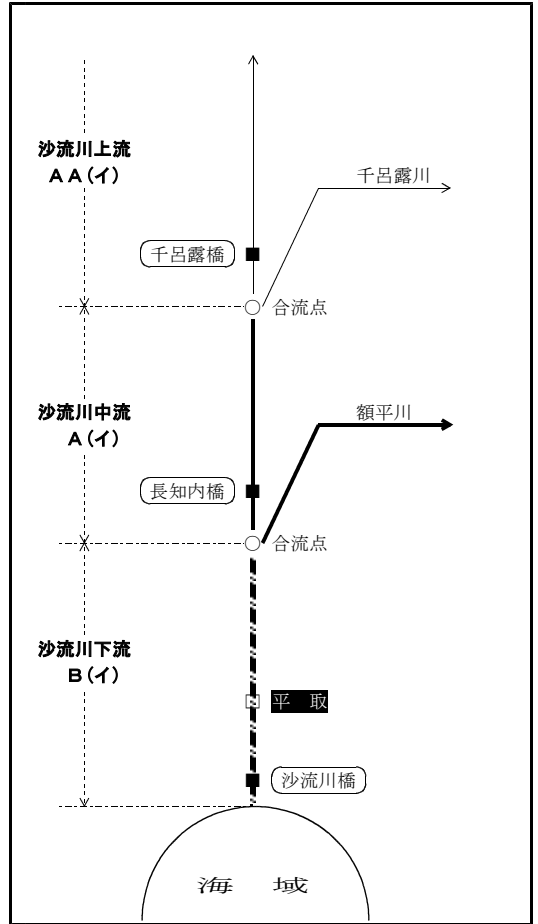 沙流川上流
AA(イ)
千呂露川
千呂露橋
合流点
沙流川中流
A(イ)
額平川
長知内橋
合流点
沙流川下流
B(イ)
平 取
沙流川橋
海 域